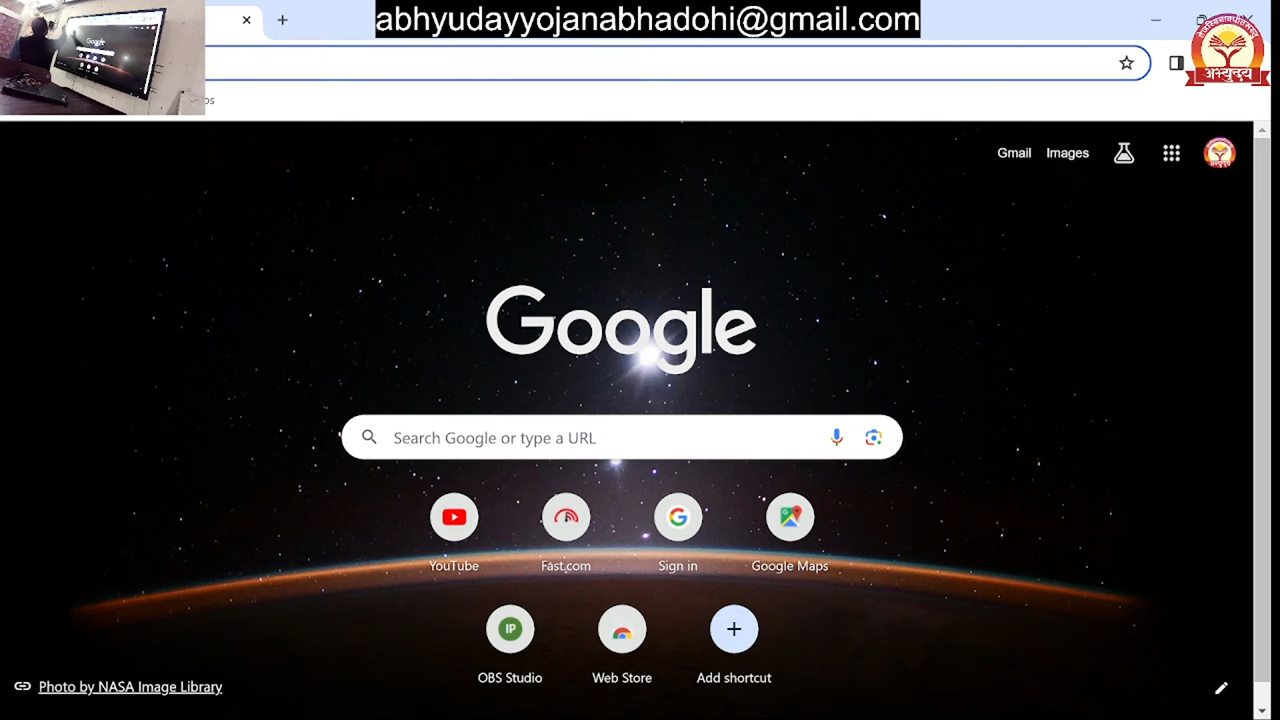 abhyudayyojanabhadohi@gmail.com
अभ्युदय
Gmail Images
Google
Search Google or type a URL
YouTube Fast.com Sign in Google Maps
IP
OBS Studio Web Store Add shortcut
Photo by NASA Image Library